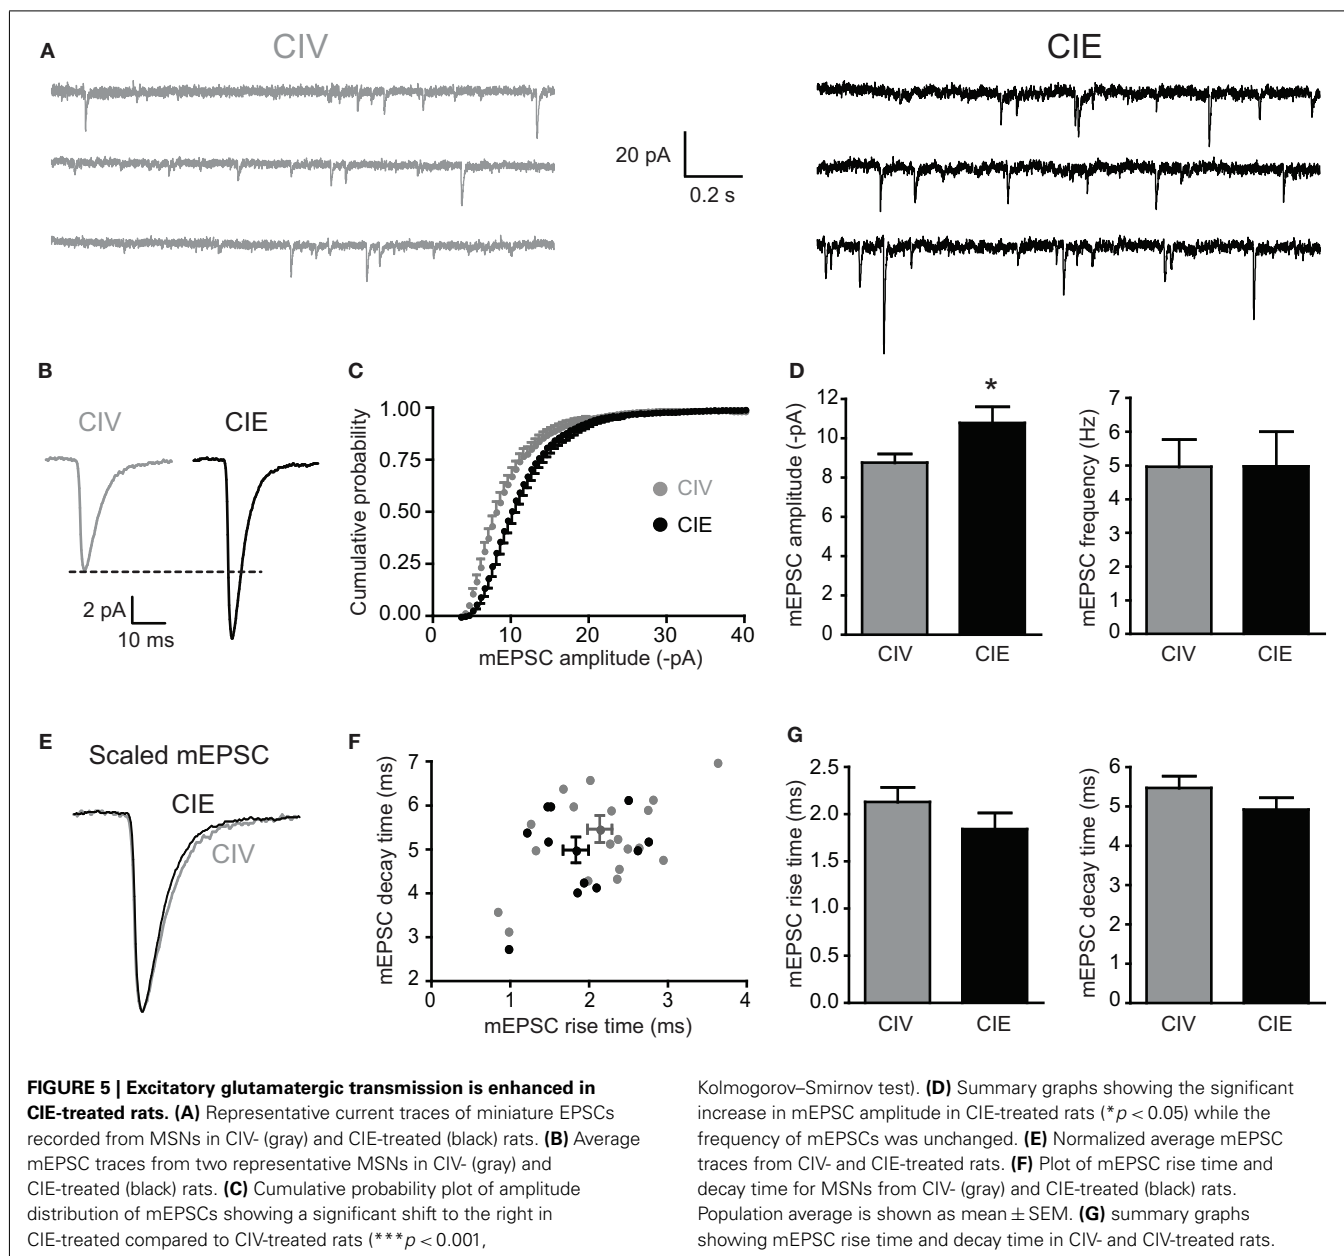 A
CIV
CIE
20 pA
0.2 s
B
CIV
CIE
2 pA
10 ms
C
Cumulative probability
1.00
0.75
0.50
0.25
0.00
0
10
20
30
40
mEPSC amplitude (-pA)
CIV
CIE
D
mEPSC amplitude (-pA)
12
10
8
6
4
2
0
*
CIV
CIE
mEPSC frequency (Hz)
7
6
5
4
3
2
1
0
CIV
CIE
E
Scaled mEPSC
CIE
CIV
F
mEPSC decay time (ms)
7
6
5
4
3
2
0
1
2
3
4
mEPSC rise time (ms)
G
mEPSC rise time (ms)
2.5
2.0
1.5
1.0
0.5
0.0
CIV
CIE
mEPSC decay time (ms)
6
5
4
3
2
1
0
CIV
CIE
FIGURE 5 | Excitatory glutamatergic transmission is enhanced in
CIE-treated rats. (A) Representative current traces of miniature EPSCs
recorded from MSNs in CIV- (gray) and CIE-treated (black) rats. (B) Average
mEPSC traces from two representative MSNs in CIV- (gray) and
CIE-treated (black) rats. (C) Cumulative probability plot of amplitude
distribution of mEPSCs showing a significant shift to the right in
CIE-treated compared to CIV-treated rats (***p < 0.001,
Kolmogorov–Smirnov test). (D) Summary graphs showing the significant
increase in mEPSC amplitude in CIE-treated rats (*p < 0.05) while the
frequency of mEPSCs was unchanged. (E) Normalized average mEPSC
traces from CIV- and CIE-treated rats. (F) Plot of mEPSC rise time and
decay time for MSNs from CIV- (gray) and CIE-treated (black) rats.
Population average is shown as mean ± SEM. (G) summary graphs
showing mEPSC rise time and decay time in CIV- and CIV-treated rats.